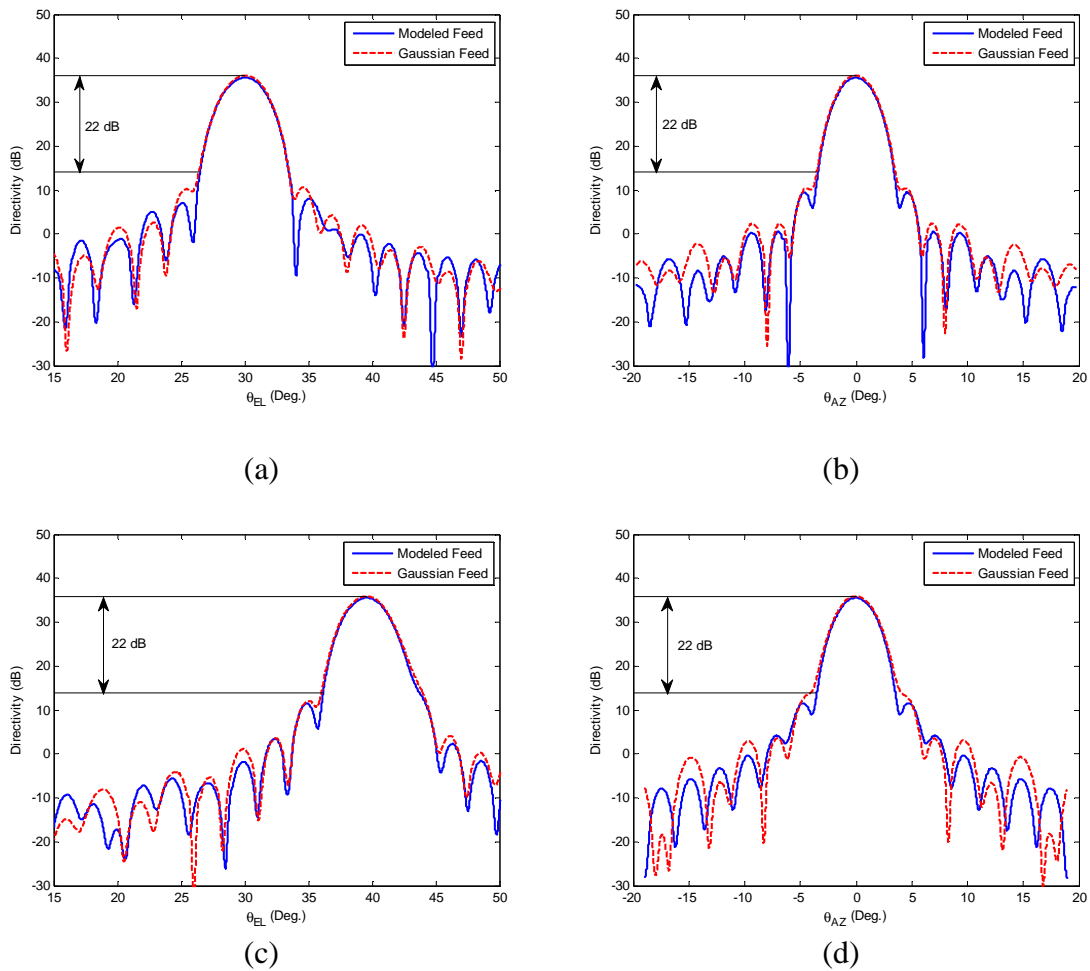 50
40
30
20
10
0
-10
-20
-30
15 20 25 30 35 40 45 50
Directivity (dB)
θEL (Deg.)
Modeled Feed
Gaussian Feed
22 dB
(a)
50
40
30
20
10
0
-10
-20
-30
-20 -15 -10 -5 0 5 10 15 20
Directivity (dB)
θAZ (Deg.)
Modeled Feed
Gaussian Feed
22 dB
(b)
50
40
30
20
10
0
-10
-20
-30
15 20 25 30 35 40 45 50
Directivity (dB)
θEL (Deg.)
Modeled Feed
Gaussian Feed
22 dB
(c)
50
40
30
20
10
0
-10
-20
-30
-20 -15 -10 -5 0 5 10 15 20
Directivity (dB)
θAZ (Deg.)
Modeled Feed
Gaussian Feed
22 dB
(d)